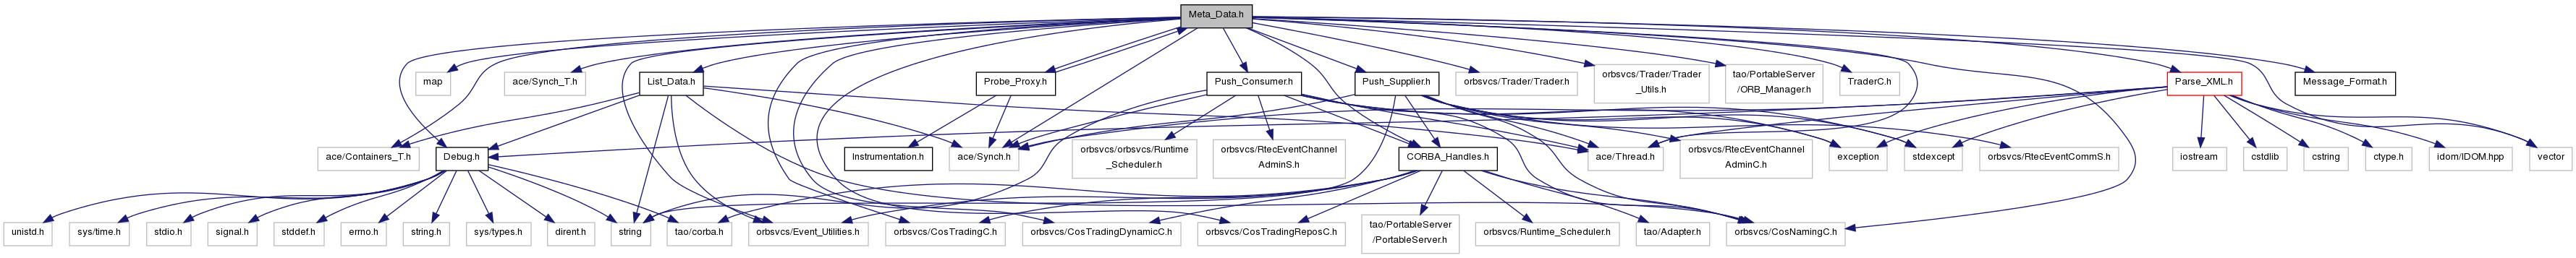 Meta_Data.h
map
ace/Synch_T.h
List_Data.h
Probe_Proxy.h
Push_Consumer.h
Push_Supplier.h
orbsvcs/Trader/Trader.h
orbsvcs/Trader/Trader
_Utils.h
tao/PortableServer
/ORB_Manager.h
TraderC.h
Parse_XML.h
Message_Format.h
ace/Containers_T.h
Debug.h
Instrumentation.h
ace/Synch.h
orbsvcs/orbsvcs/Runtime
_Scheduler.h
orbsvcs/RtecEventChannel
AdminS.h
CORBA_Handles.h
ace/Thread.h
orbsvcs/RtecEventChannel
AdminC.h
exception
stdexcept
orbsvcs/RtecEventCommS.h
iostream
cstdlib
cstring
ctype.h
idom/IDOM.hpp
vector
unistd.h
sys/time.h
stdio.h
signal.h
stddef.h
errno.h
string.h
sys/types.h
dirent.h
string
tao/corba.h
orbsvcs/Event_Utilities.h
orbsvcs/CosTradingC.h
orbsvcs/CosTradingDynamicC.h
orbsvcs/CosTradingReposC.h
tao/PortableServer
/PortableServer.h
orbsvcs/Runtime_Scheduler.h
tao/Adapter.h
orbsvcs/CosNamingC.h